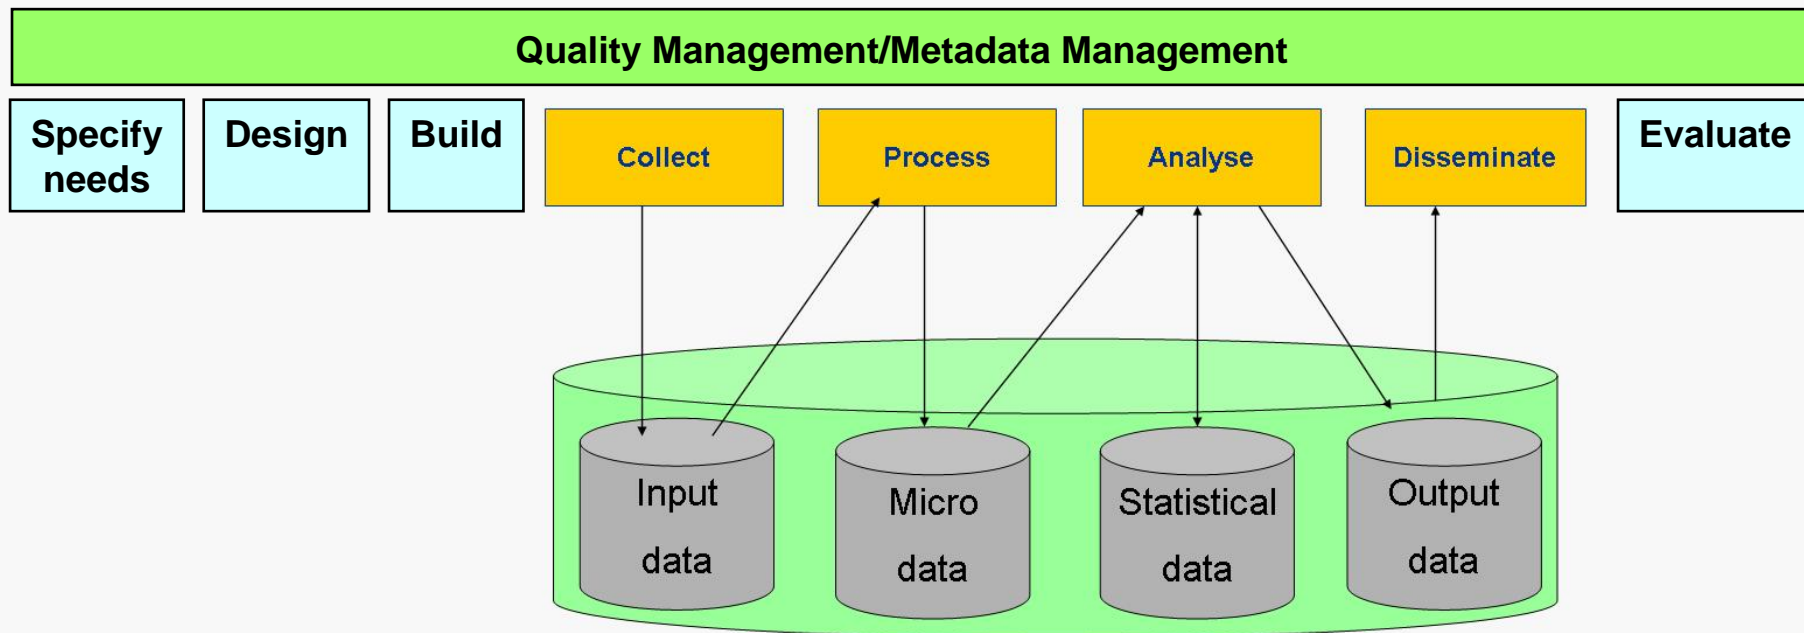 Quality Management/Metadata Management
Specify
needs
Design
Build
Collect
Process
Analyse
Disseminate
Evaluate
Input
data
Micro
data
Statistical
data
Output
data